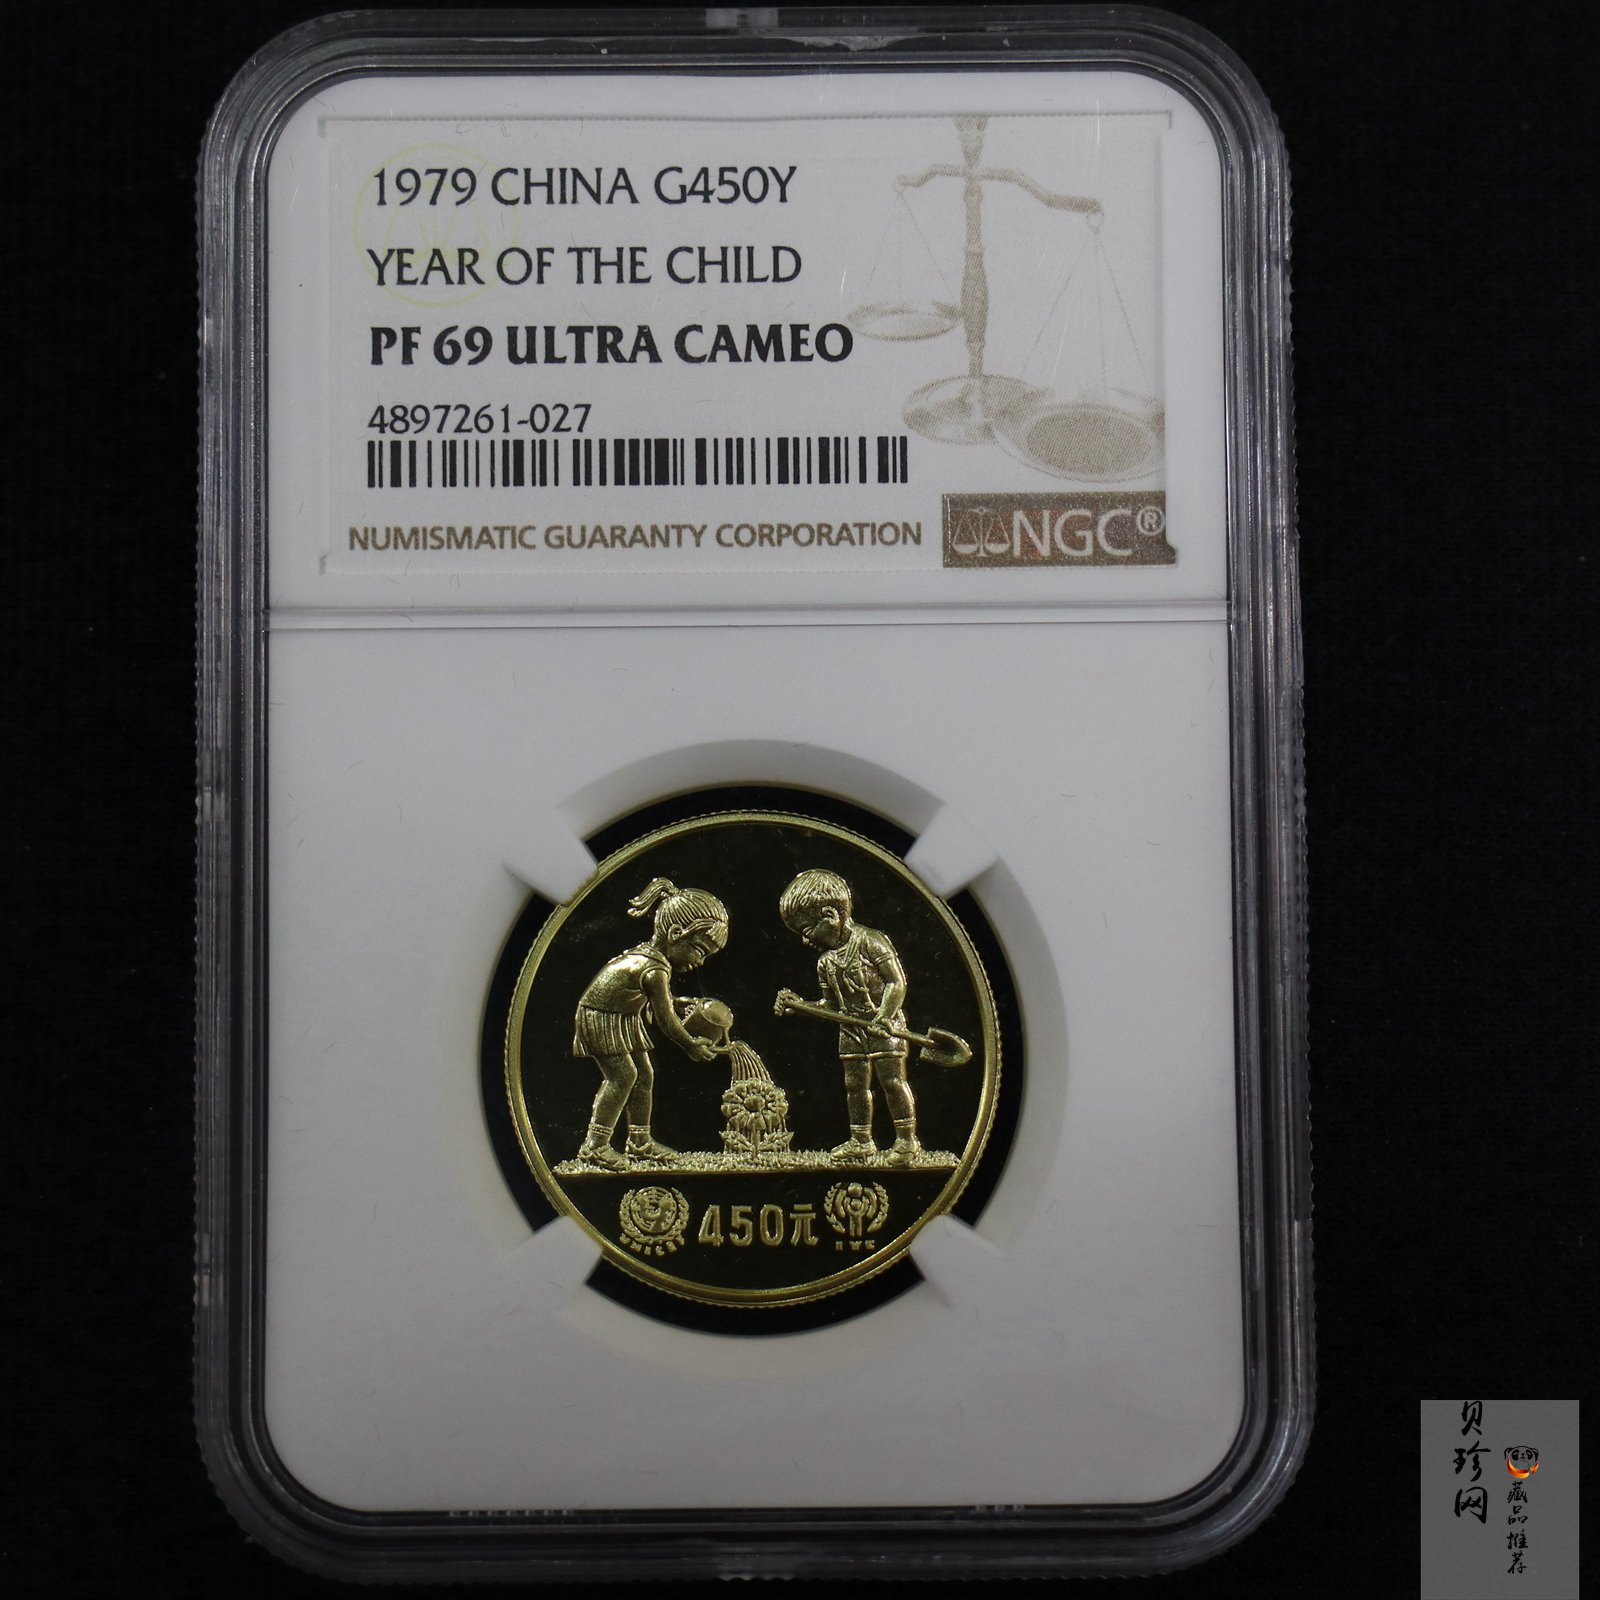 1979 CHINA G450Y
YEAR OF THE CHILD
PF 69 ULTRA CAMEO
4897261-027
NUMISMATIC GUARANTY CORPORATION
NGC®
450元
UNICEF
贝珍网
藏品推荐